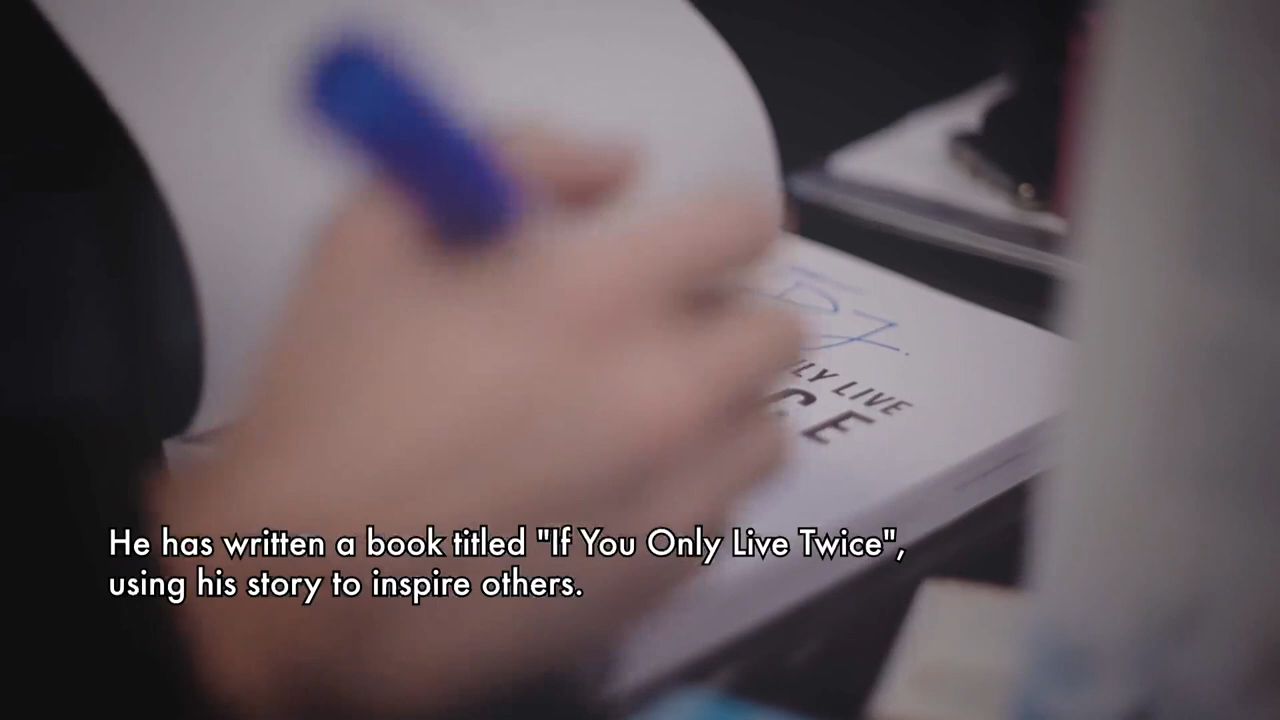 LY LIVE
CE
He has written a book titled "If You Only Live Twice",
using his story to inspire others.